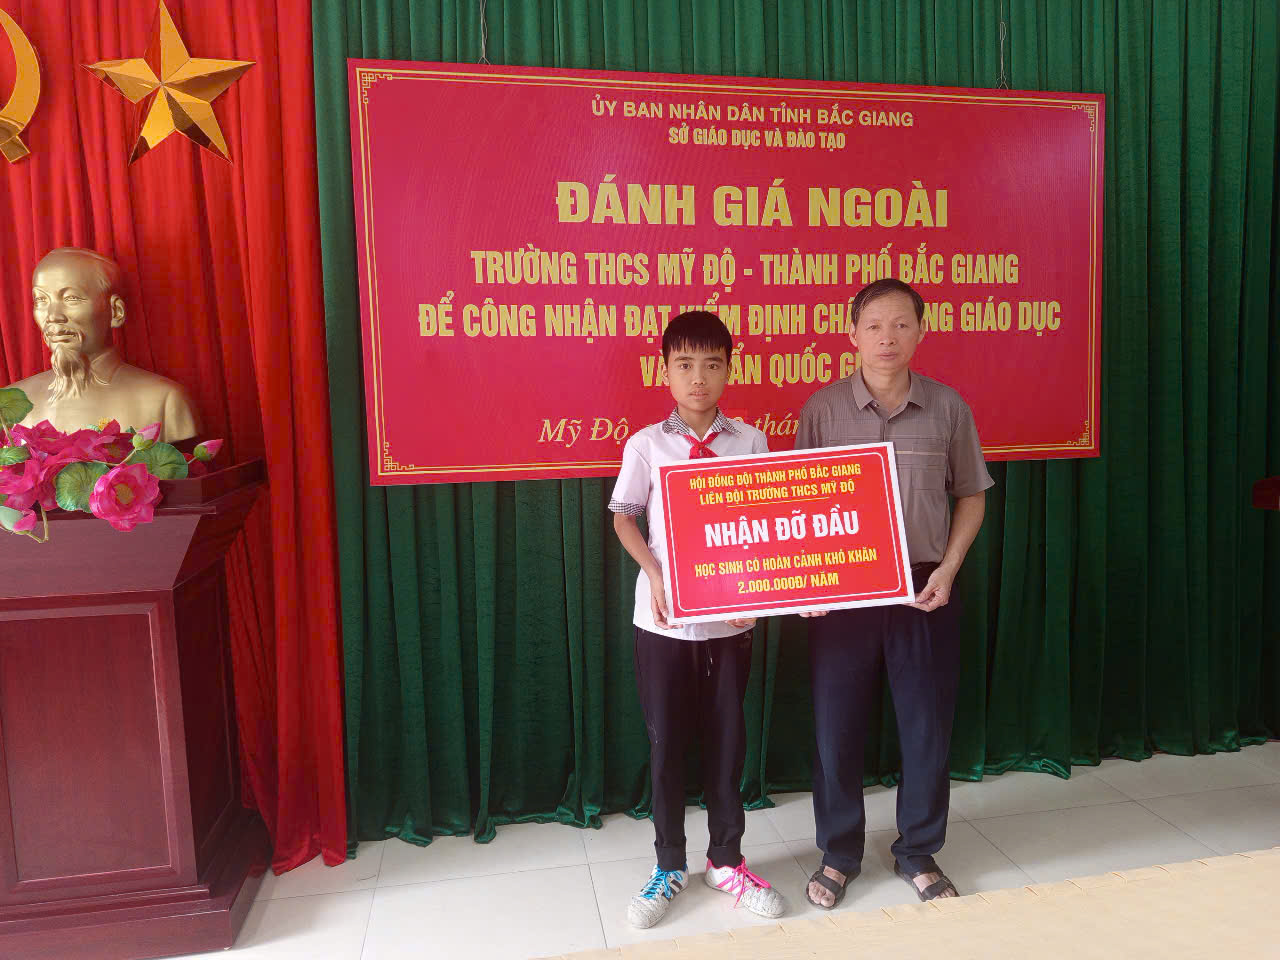 ỦY BAN NHÂN DÂN TỈNH BẮC GIANG
SỞ GIÁO DỤC VÀ ĐÀO TẠO
ĐÁNH GIÁ NGOÀI
TRƯỜNG THCS MỸ ĐỘ - THÀNH PHỐ BẮC GIANG
ĐỂ CÔNG NHẬN ĐẠT KIỂM ĐỊNH GIÁO DỤC
QUỐC
Mỹ Độ,
HỘI ĐỒNG ĐỘI THÀNH PHỐ BẮC GIANG
LIÊN ĐỘI TRƯỜNG THCS MỸ ĐỘ
NHẬN ĐỠ ĐẦU
HỌC SINH CÓ HOÀN CẢNH KHÓ KHĂN
2.000.000Đ/ NĂM